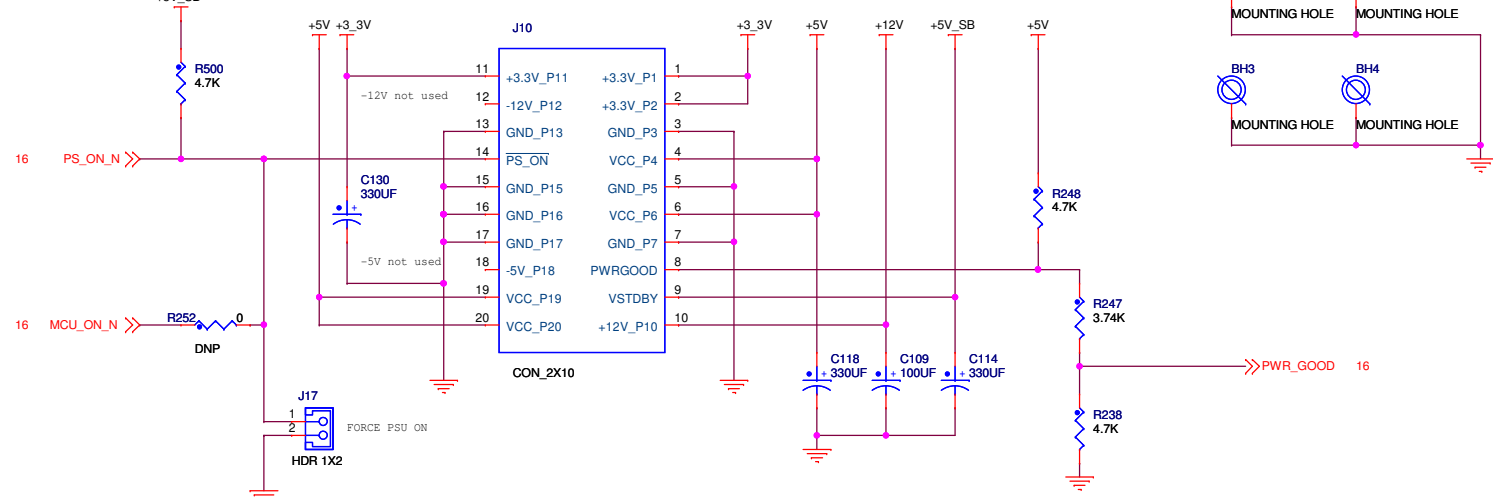 +5V +3_3V
J10
+3_3V
+5V
+12V
+5V_SB
+5V
MOUNTING HOLE
MOUNTING HOLE
R500
4.7K
11
+3.3V_P11
+3.3V_P1
1
BH3
BH4
-12V not used
12
-12V_P12
+3.3V_P2
2
13
GND_P13
GND_P3
3
MOUNTING HOLE
MOUNTING HOLE
16
PS_ON_N
14
PS_ON
VCC_P4
4
C130
330UF
15
GND_P15
GND_P5
5
R248
4.7K
16
GND_P16
VCC_P6
6
17
GND_P17
GND_P7
7
-5V not used
18
-5V_P18
PWRGOOD
8
19
VCC_P19
VSTDBY
9
R247
3.74K
16
MCU_ON_N
R252
0
DNP
20
VCC_P20
+12V_P10
10
CON_2X10
C118
330UF
C109
100UF
C114
330UF
PWR_GOOD
16
J17
1
2
FORCE PSU ON
HDR 1X2
R238
4.7K